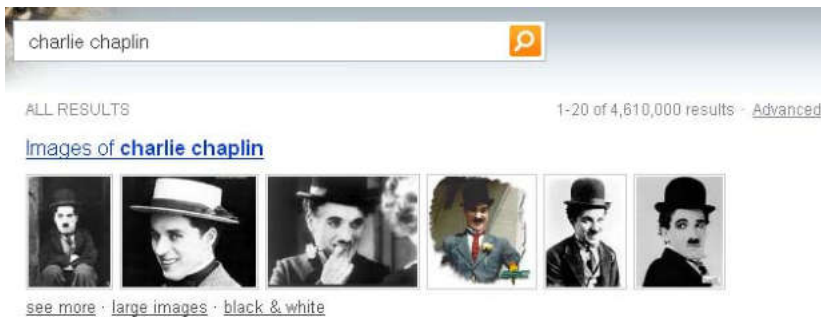 charlie chaplin
ALL RESULTS 1-20 of 4,610,000 results · Advanced
Images of charlie chaplin
see more · large images · black & white